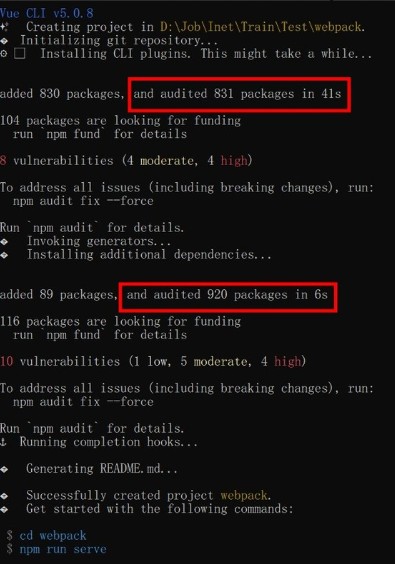 Vue CLI v5.0.8
Creating project in D:\Job\Inet\Train\Test\webpack.
Initializing git repository...
Installing CLI plugins. This might take a while...
added 830 packages, and audited 831 packages in 41s
104 packages are looking for funding
run `npm fund` for details
8 vulnerabilities (4 moderate, 4 high)
To address all issues (including breaking changes), run:
npm audit fix --force
Run `npm audit` for details.
Invoking generators...
Installing additional dependencies...
added 89 packages, and audited 920 packages in 6s
116 packages are looking for funding
run `npm fund` for details
10 vulnerabilities (1 low, 5 moderate, 4 high)
To address all issues (including breaking changes), run:
npm audit fix --force
Run `npm audit` for details.
Running completion hooks...
Generating README.md...
Successfully created project webpack.
Get started with the following commands:
$ cd webpack
$ npm run serve